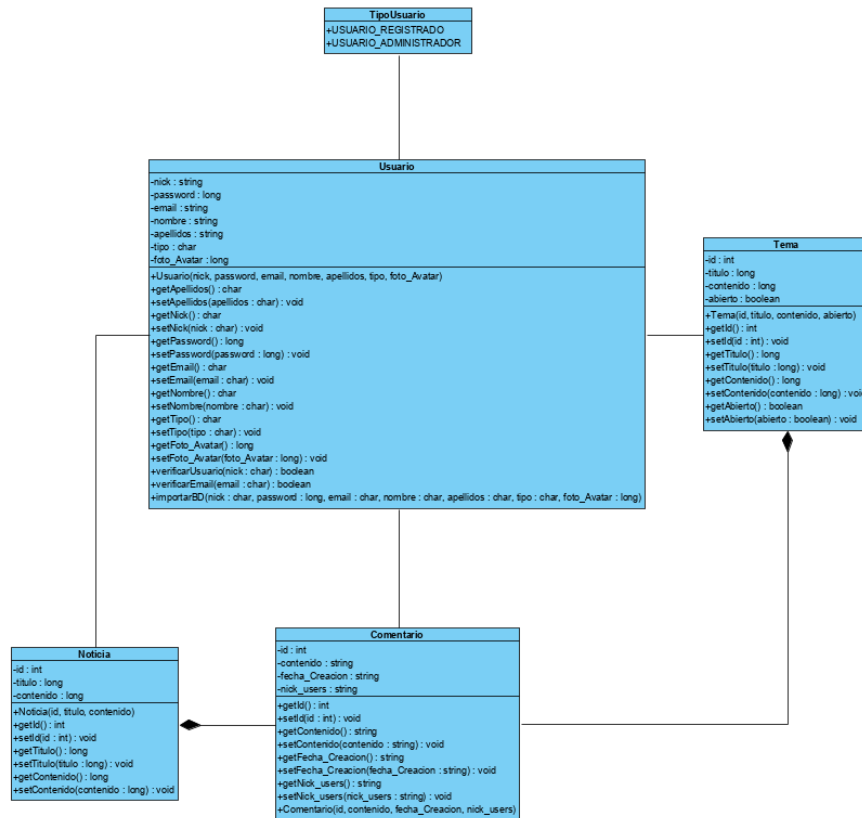 TipoUsuario
+USUARIO_REGISTRADO
+USUARIO_ADMINISTRADOR
Usuario
-nick : string
-password : long
-email : string
-nombre : string
-apellidos : string
-tipo : char
-foto_Avatar : long
+Usuario(nick, password, email, nombre, apellidos, tipo, foto_Avatar)
+getApellidos() : char
+setApellidos(apellidos : char) : void
+getNick() : char
+setNick(nick : char) : void
+getPassword() : long
+setPassword(password : long) : void
+getEmail() : char
+setEmail(email : char) : void
+getNombre() : char
+setNombre(nombre : char) : void
+getTipo() : char
+setTipo(tipo : char) : void
+getFoto_Avatar() : long
+setFoto_Avatar(foto_Avatar : long) : void
+verificarUsuario(nick : char) : boolean
+verificarEmail(email : char) : boolean
+importarBD(nick : char, password : long, email : char, nombre : char, apellidos : char, tipo : char, foto_Avatar : long)
Tema
-id : int
-titulo : long
-contenido : long
-abierto : boolean
+Tema(id, titulo, contenido, abierto)
+getId() : int
+setId(id : int) : void
+getTitulo() : long
+setTitulo(titulo : long) : void
+getContenido() : long
+setContenido(contenido : long) : void
+getAbierto() : boolean
+setAbierto(abierto : boolean) : void
Noticia
-id : int
-titulo : long
-contenido : long
+Noticia(id, titulo, contenido)
+getId() : int
+setId(id : int) : void
+getTitulo() : long
+setTitulo(titulo : long) : void
+getContenido() : long
+setContenido(contenido : long) : void
Comentario
-id : int
-contenido : string
-fecha_Creacion : string
-nick_users : string
+getId() : int
+setId(id : int) : void
+getContenido() : string
+setContenido(contenido : string) : void
+getFecha_Creacion() : string
+setFecha_Creacion(fecha_Creacion : string) : void
+getNick_users() : string
+setNick_users(nick_users : string) : void
+Comentario(id, contenido, fecha_Creacion, nick_users)